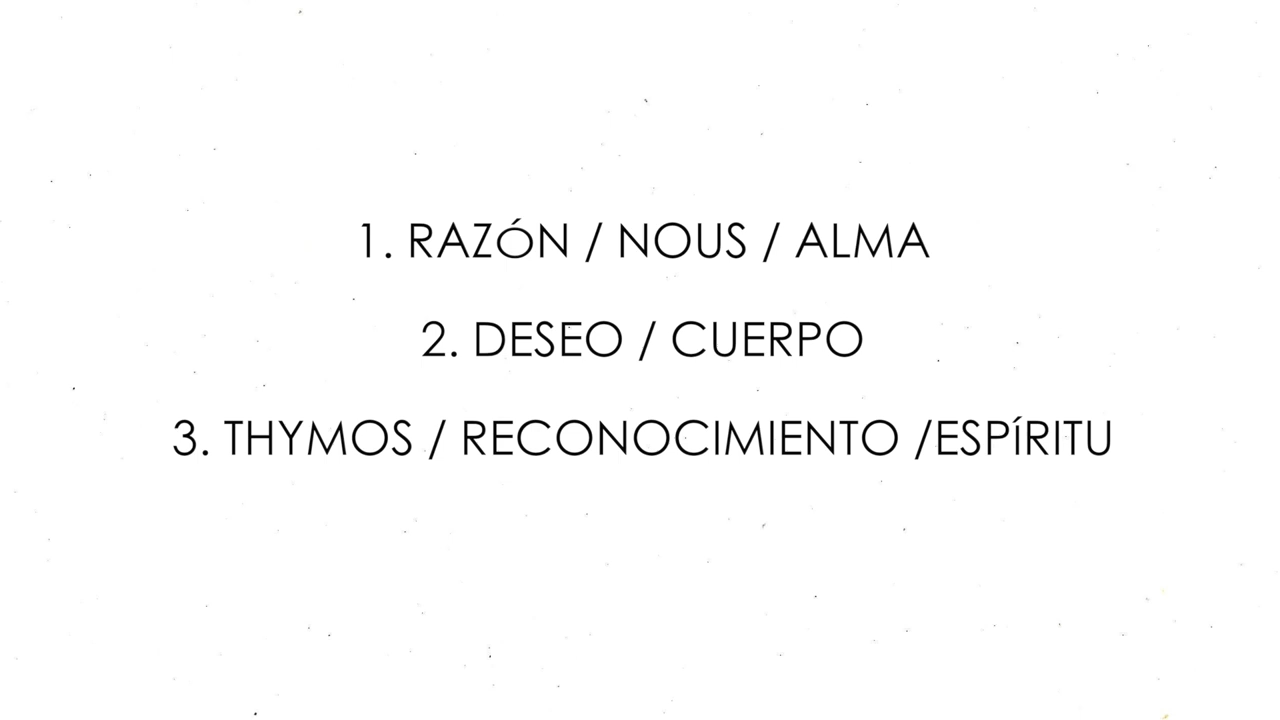 1. RAZÓN / NOUS / ALMA
2. DESEO / CUERPO
3. THYMOS / RECONOCIMIENTO /ESPÍRITU